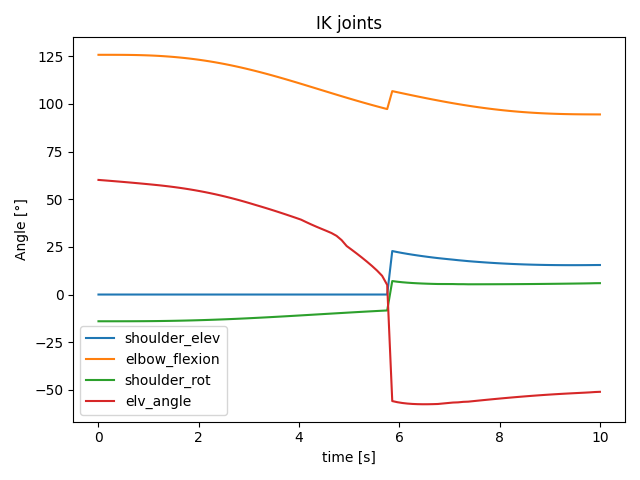 IK joints
Angle [°]
125
100
75
50
25
0
−25
−50
shoulder_elev
elbow_flexion
shoulder_rot
elv_angle
0
2
4
6
8
10
time [s]